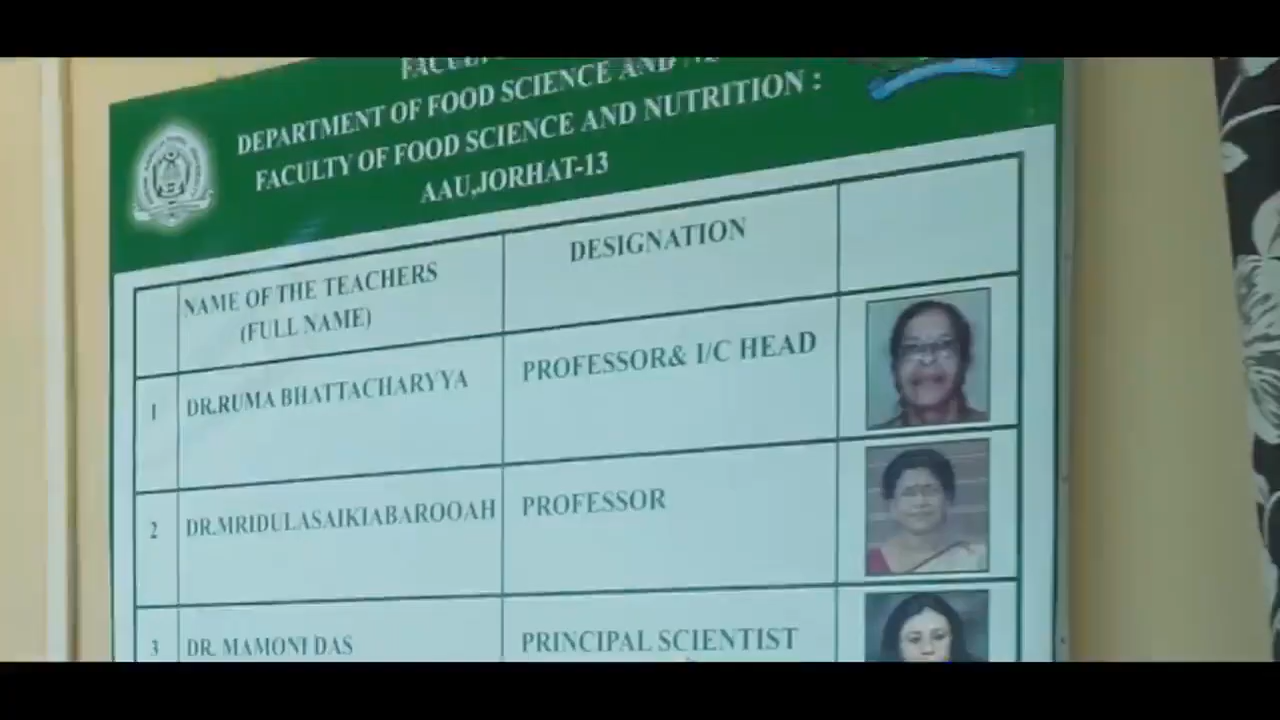 DEPARTMENT OF FOOD SCIENCE AND
FACULTY OF FOOD SCIENCE AND NUTRITION :
AAU,JORHAT-13
NAME OF THE TEACHERS
(FULL NAME)
DESIGNATION
1 DR.RUMA BHATTACHARYYA PROFESSOR& I/C HEAD
2 DR.MRIDULASAIKIABAROOAH PROFESSOR
3 DR. MAMONI DAS PRINCIPAL SCIENTIST